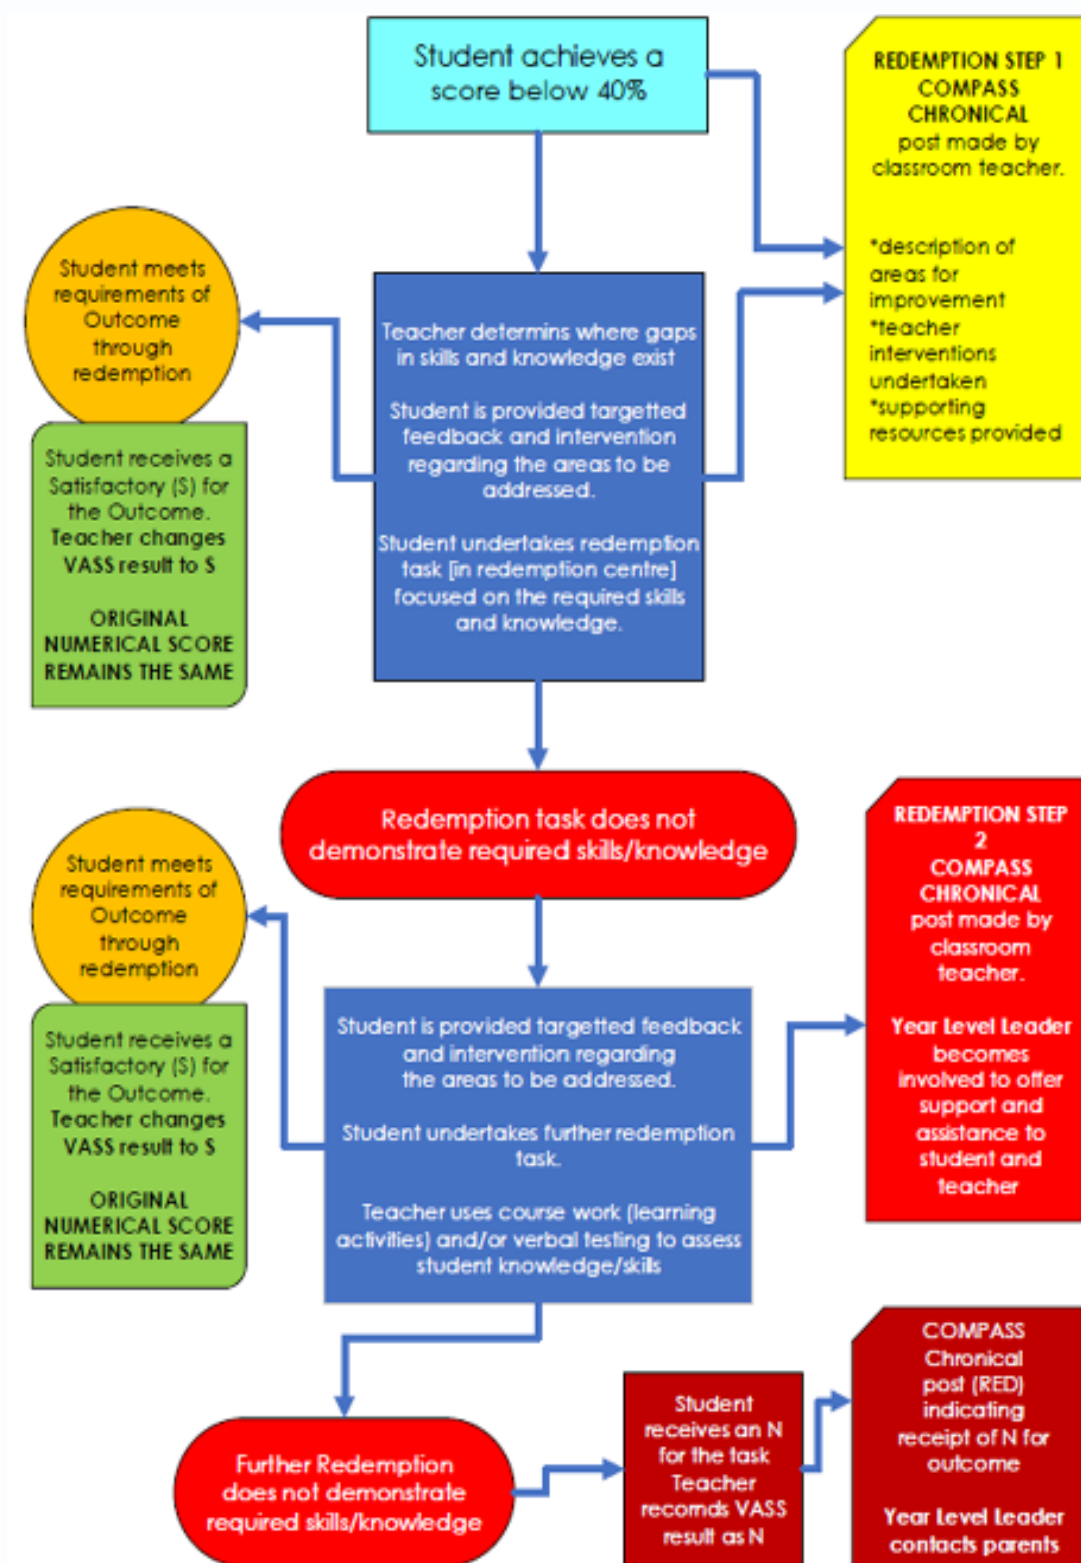 Student achieves a
score below 40%
REDEMPTION STEP 1
COMPASS
CHRONICAL
post made by
classroom teacher.
*description of
areas for
improvement
*teacher
interventions
undertaken
*supporting
resources provided
Student meets
requirements of
Outcome
through
redemption
Student receives a
Satisfactory (S) for
the Outcome.
Teacher changes
VASS result to S
ORIGINAL
NUMERICAL SCORE
REMAINS THE SAME
Teacher determins where gaps
in skills and knowledge exist
Student is provided targetted
feedback and intervention
regarding the areas to be
addressed.
Student undertakes redemption
task [in redemption centre]
focused on the required skills
and knowledge.
Redemption task does not
demonstrate required skills/knowledge
REDEMPTION STEP
2
COMPASS
CHRONICAL
post made by
classroom
teacher.
Year Level Leader
becomes
involved to offer
support and
assistance to
student and
teacher
Student meets
requirements of
Outcome
through
redemption
Student receives a
Satisfactory (S) for
the Outcome.
Teacher changes
VASS result to S
ORIGINAL
NUMERICAL SCORE
REMAINS THE SAME
Student is provided targetted feedback
and intervention regarding
the areas to be addressed.
Student undertakes further redemption
task.
Teacher uses course work (learning
activities) and/or verbal testing to assess
student knowledge/skills
Further Redemption
does not demonstrate
required skills/knowledge
Student
receives an N
for the task
Teacher
recornds VASS
result as N
COMPASS
Chronical
post (RED)
indicating
receipt of N for
outcome
Year Level Leader
contacts parents